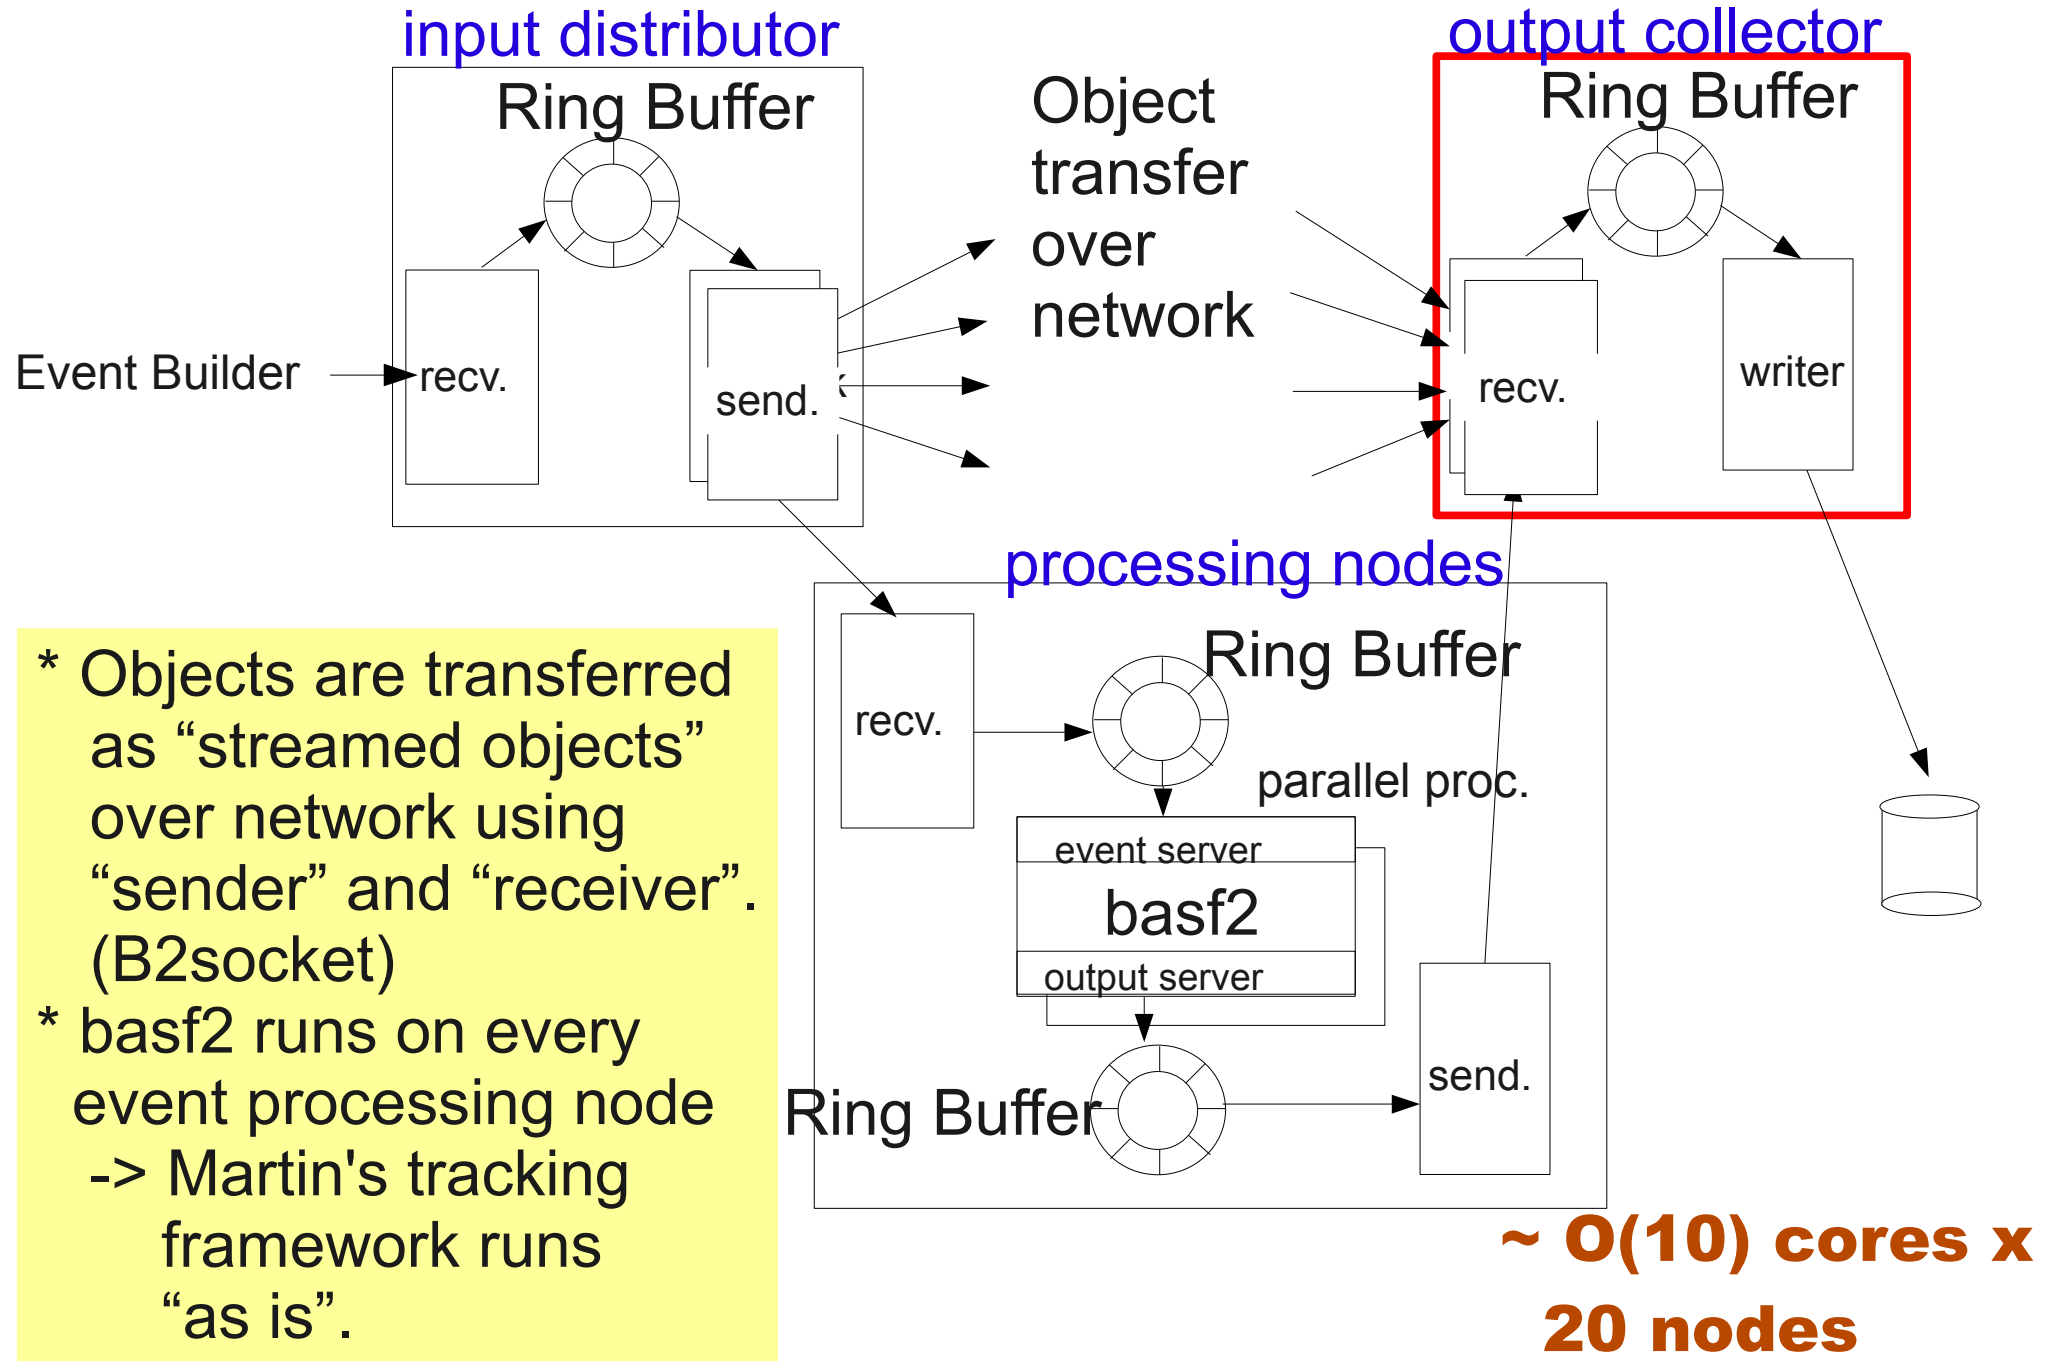 input distributor
Ring Buffer
Event Builder
recv.
send.
Object
transfer
over
network
output collector
Ring Buffer
recv.
writer
processing nodes
recv.
Ring Buffer
parallel proc.
event server
basf2
output server
Ring Buffer
send.
* Objects are transferred
as “streamed objects”
over network using
“sender” and “receiver”.
(B2socket)
* basf2 runs on every
event processing node
-> Martin's tracking
framework runs
“as is”.
~ O(10) cores x
20 nodes